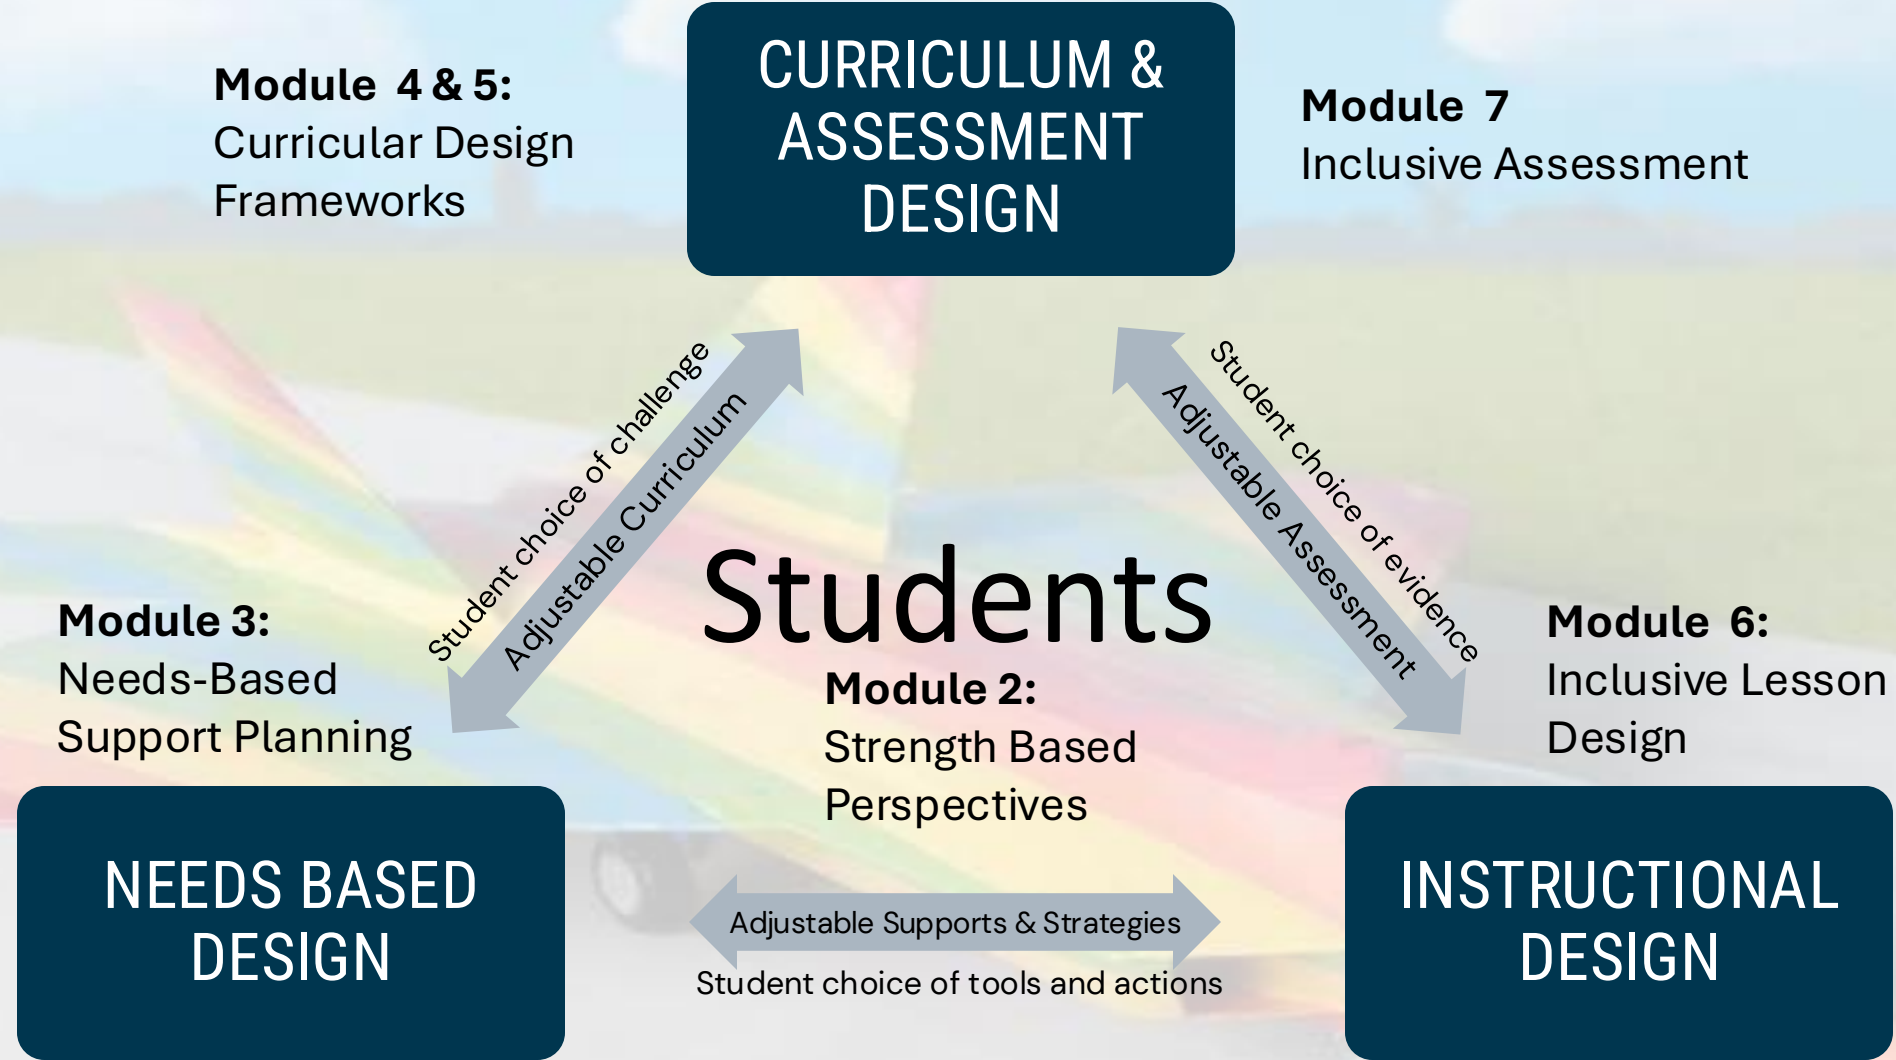 CURRICULUM &
ASSESSMENT
DESIGN
Module 4 & 5:
Curricular Design
Frameworks
Module 7
Inclusive Assessment
Student choice of challenge
Adjustable Curriculum
Student choice of evidence
Adjustable Assessment
Students
Module 2:
Strength Based
Perspectives
Module 3:
Needs-Based
Support Planning
Module 6:
Inclusive Lesson
Design
NEEDS BASED
DESIGN
Adjustable Supports & Strategies
Student choice of tools and actions
INSTRUCTIONAL
DESIGN